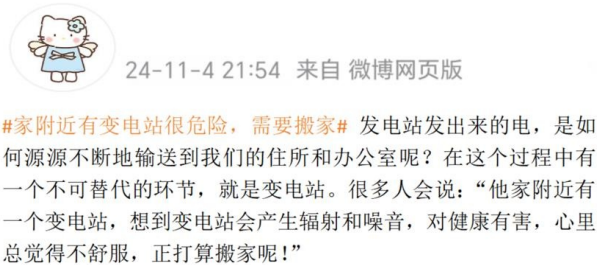 24-11-4 21:54 来自 微博网页版
#家附近有变电站很危险，需要搬家# 发电站发出来的电，是如
何源源不断地输送到我们的住所和办公室呢？在这个过程中有
一个不可替代的环节，就是变电站。很多人会说：“他家附近有
一个变电站，想到变电站会产生辐射和噪音，对健康有害，心里
总觉得不舒服，正打算搬家呢！”